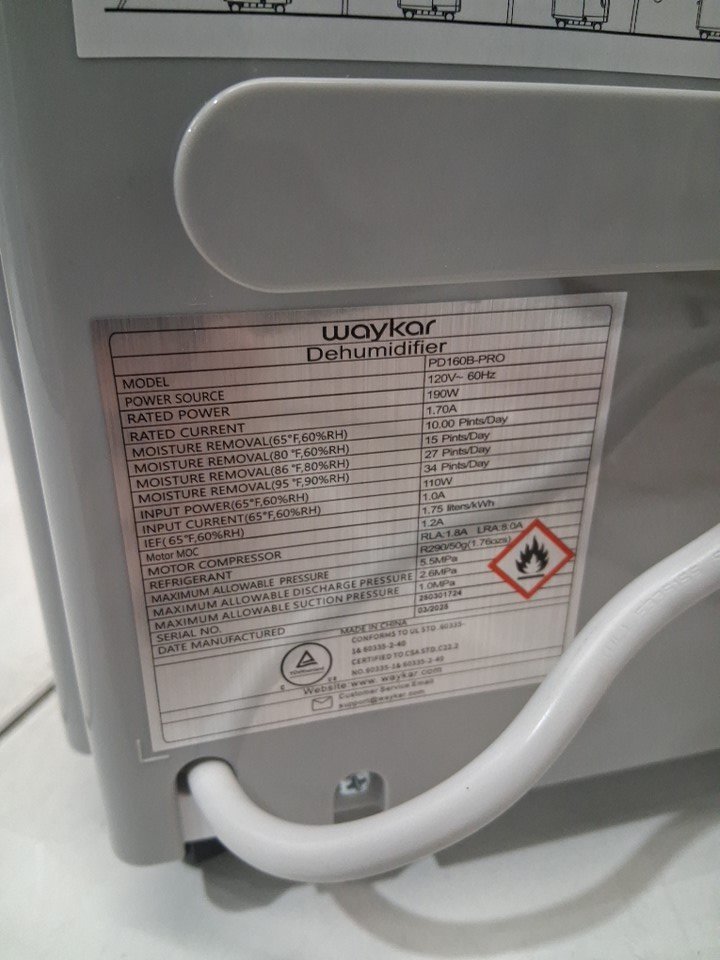 waykar
Dehumidifier
MODEL PD160B-PRO
POWER SOURCE 120V~ 60Hz
RATED POWER 190W
RATED CURRENT 1.70A
MOISTURE REMOVAL(65°F,60%RH) 10.00 Pints/Day
MOISTURE REMOVAL(80 °F,60%RH) 15 Pints/Day
MOISTURE REMOVAL(86 °F,80%RH) 27 Pints/Day
MOISTURE REMOVAL(95 °F,90%RH) 34 Pints/Day
INPUT POWER(65°F,60%RH) 110W
INPUT CURRENT(65°F,60%RH) 1.0A
IEF( 65°F,60%RH) 1.75 liters/kWh
Motor MOC 1.2A
MOTOR COMPRESSOR RLA:1.8A LRA:8.0A
REFRIGERANT R290/50g(1.76ozs)
MAXIMUM ALLOWABLE PRESSURE 5.5MPa
MAXIMUM ALLOWABLE DISCHARGE PRESSURE 2.6MPa
MAXIMUM ALLOWABLE SUCTION PRESSURE 1.0MPa
SERIAL NO. 250301724
DATE MANUFACTURED 03/2025
MADE IN CHINA
CONFORMS TO UL STD .60335-
1& 60335-2-40
CERTIFIED TO CSA STD. C22.2
NO. 60335-1& 60335-2-40
C US
Website www. waykar com
Customer Service Email
support@waykar com